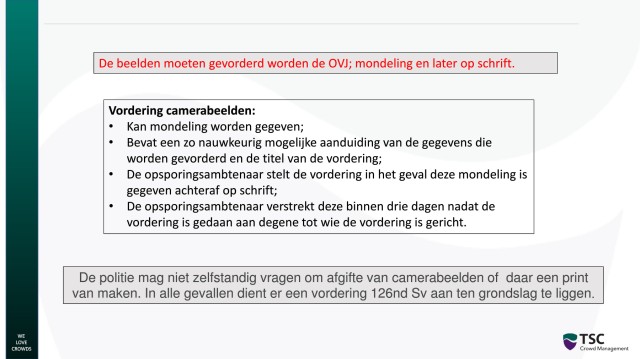 De beelden moeten gevorderd worden de OVJ; mondeling en later op schrift.
Vordering camerabeelden:
• Kan mondeling worden gegeven;
• Bevat een zo nauwkeurig mogelijke aanduiding van de gegevens die
worden gevorderd en de titel van de vordering;
• De opsporingsambtenaar stelt de vordering in het geval deze mondeling is
gegeven achteraf op schrift;
• De opsporingsambtenaar verstrekt deze binnen drie dagen nadat de
vordering is gedaan aan degene tot wie de vordering is gericht.
De politie mag niet zelfstandig vragen om afgifte van camerabeelden of daar een print
van maken. In alle gevallen dient er een vordering 126nd Sv aan ten grondslag te liggen.
WE
LOVE
CROWDS
TSC
Crowd Management